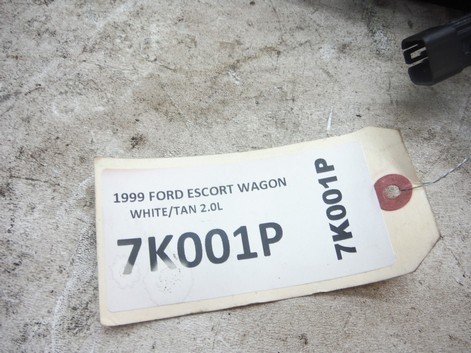 1999 FORD ESCORT WAGON
WHITE/TAN 2.0L
7K001P
7K001P